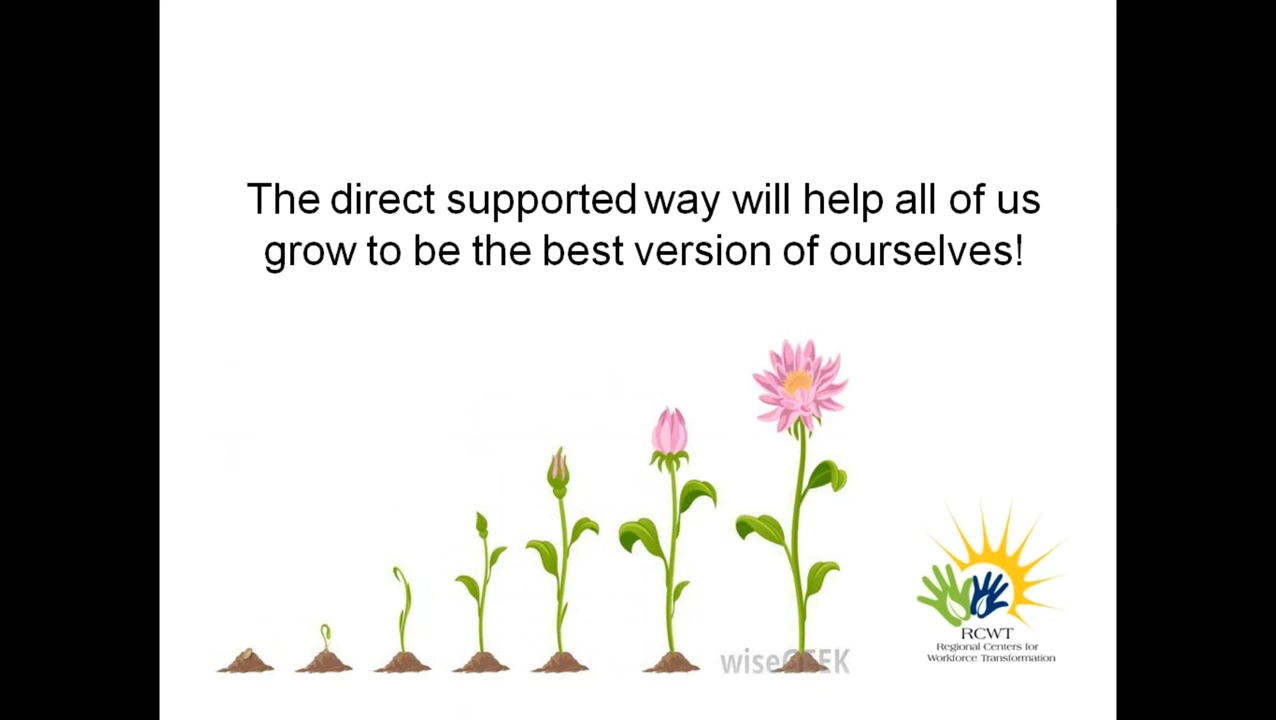 The direct supported way will help all of us
grow to be the best version of ourselves!
wiseGEEK
RCWT
Regional Centers for
Workforce Transformation